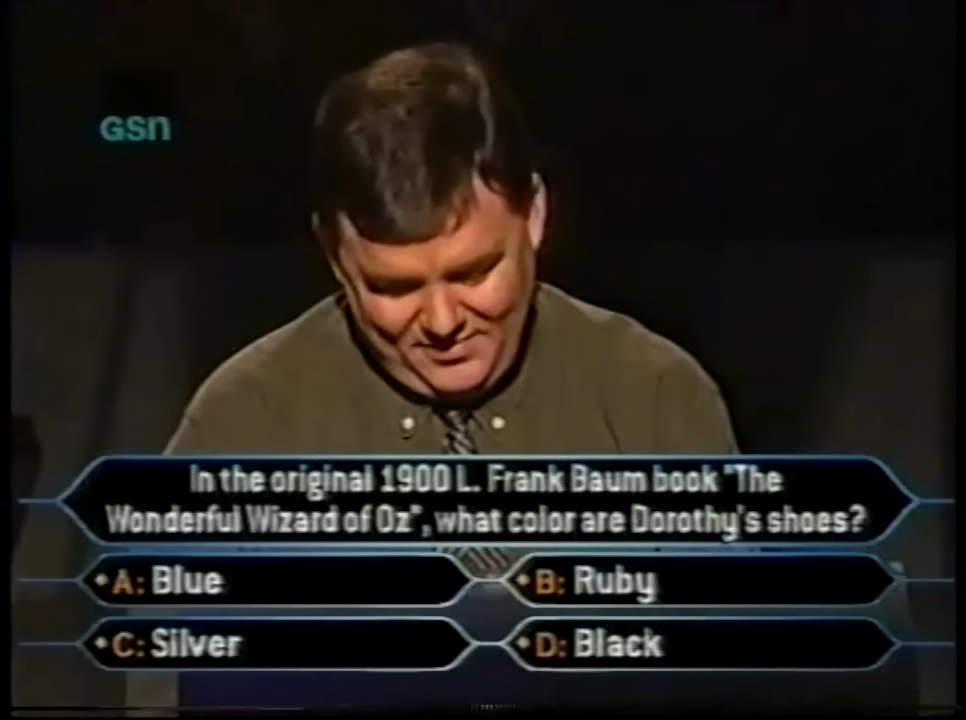 GSN
In the original 1900 L. Frank Baum book "The
Wonderful Wizard of Oz", what color are Dorothy's shoes?
A: Blue
B: Ruby
C: Silver
D: Black